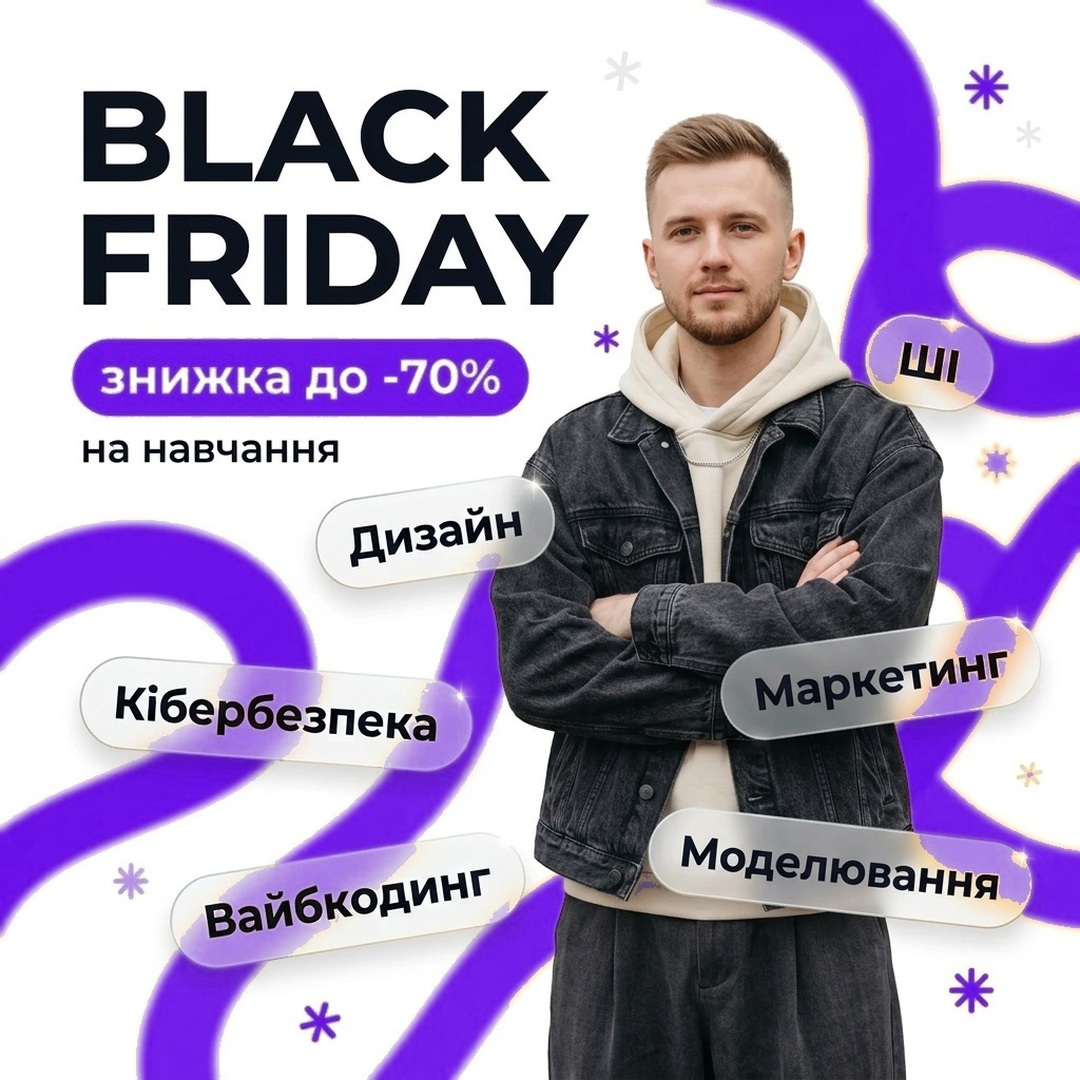 BLACK
FRIDAY
знижка до -70%
на навчання
ШІ
Дизайн
Маркетинг
Кібербезпека
Моделювання
Вайбкодинг